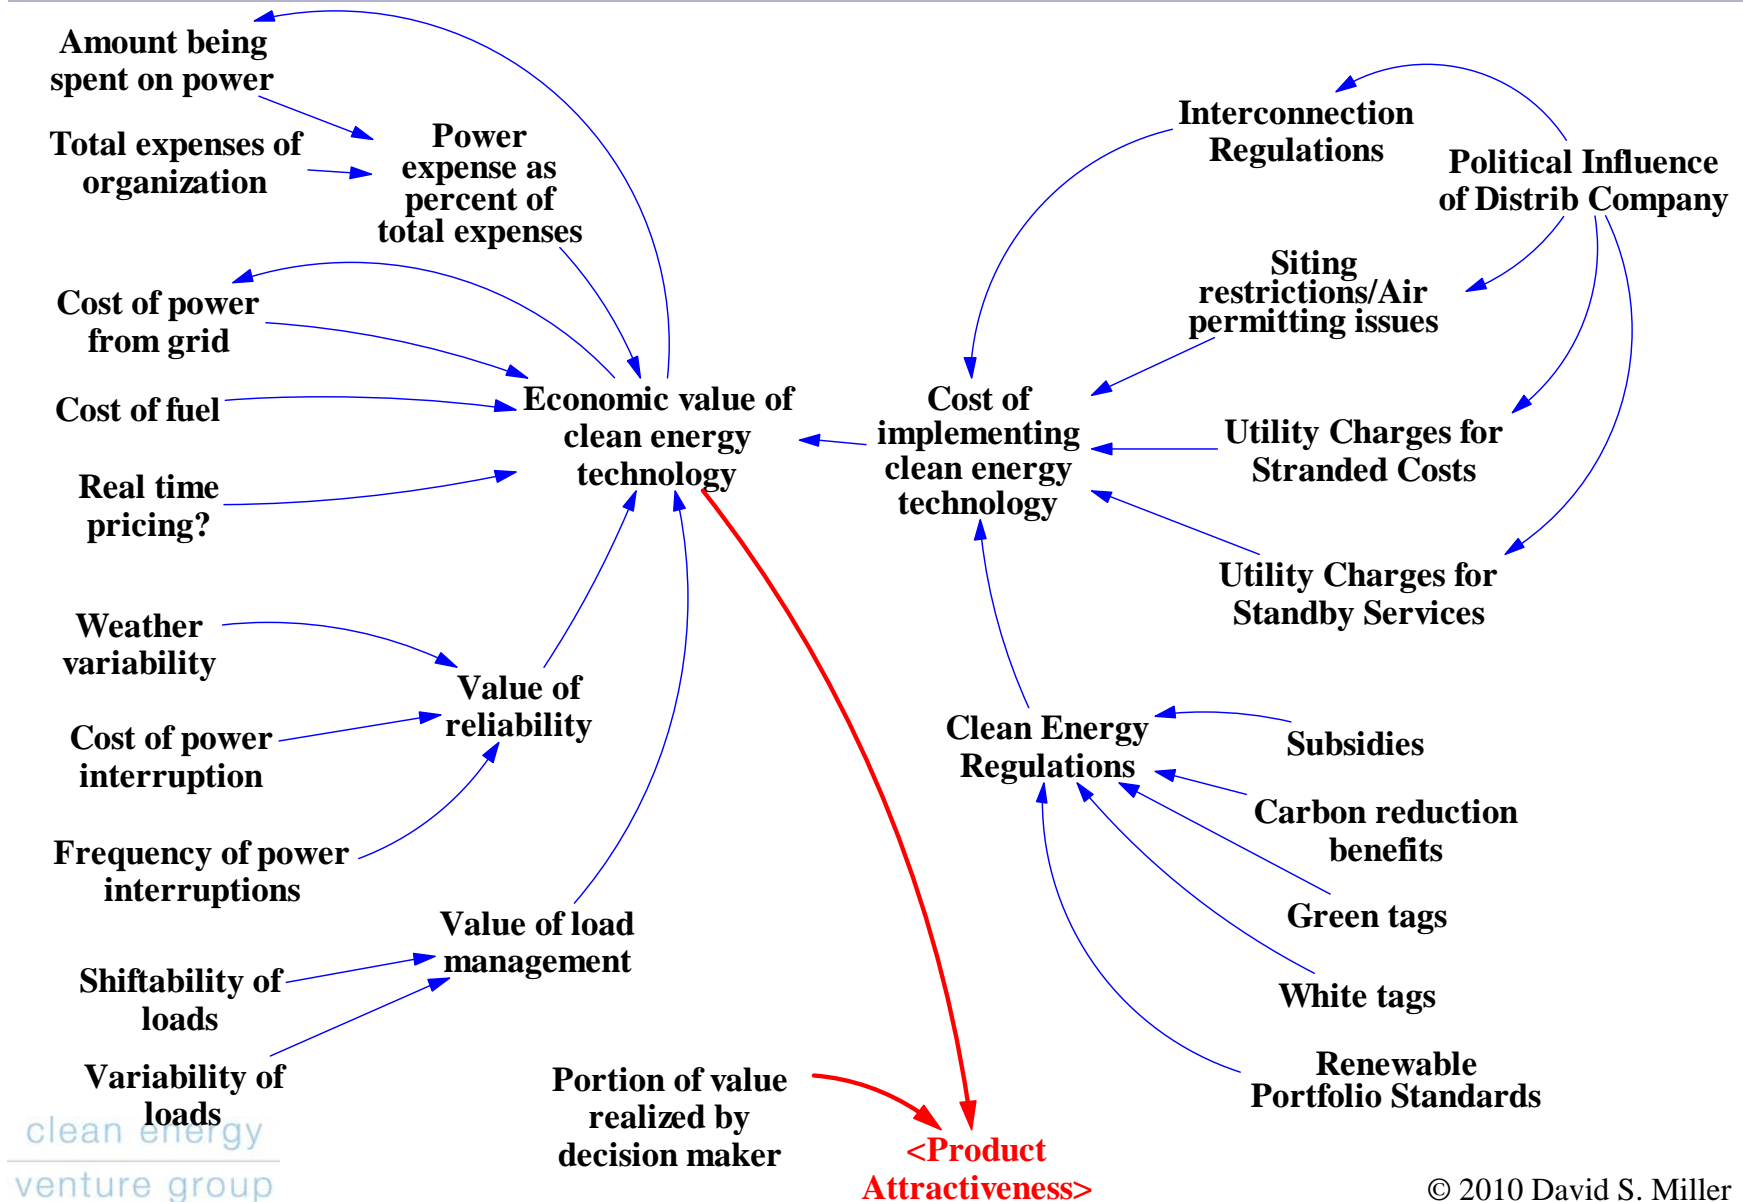 Amount being
spent on power
Total expenses of
organization
Power
expense as
percent of
total expenses
Cost of power
from grid
Cost of fuel
Real time
pricing?
Economic value of
clean energy
technology
Weather
variability
Cost of power
interruption
Frequency of power
interruptions
Value of
reliability
Value of load
management
Shiftability of
loads
Variability of
loads
Portion of value
realized by
decision maker
<Product
Attractiveness>
Interconnection
Regulations
Political Influence
of Distrib Company
Siting
restrictions/Air
permitting issues
Cost of
implementing
clean energy
technology
Utility Charges for
Stranded Costs
Utility Charges for
Standby Services
Clean Energy
Regulations
Subsidies
Carbon reduction
benefits
Green tags
White tags
Renewable
Portfolio Standards
clean energy
venture group
© 2010 David S. Miller